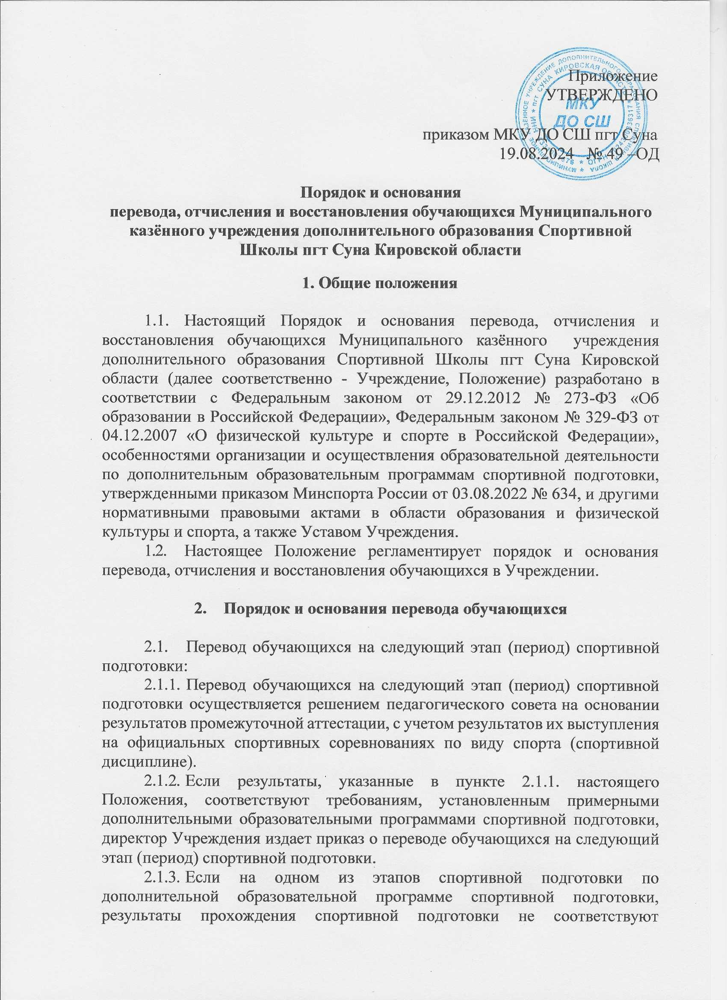 Приложение
УТВЕРЖДЕНО
МКУ
ДО СШ
приказом МКУ ДО СШ пгт Суна
19.08.2024 № 49 –ОД
Порядок и основания
перевода, отчисления и восстановления обучающихся Муниципального
казённого учреждения дополнительного образования Спортивной
Школы пгт Суна Кировской области
1. Общие положения
1.1. Настоящий Порядок и основания перевода, отчисления и
восстановления обучающихся Муниципального казённого учреждения
дополнительного образования Спортивной Школы пгт Суна Кировской
области (далее соответственно - Учреждение, Положение) разработано в
соответствии с Федеральным законом от 29.12.2012 № 273-ФЗ «Об
образовании в Российской Федерации», Федеральным законом № 329-ФЗ от
04.12.2007 «О физической культуре и спорте в Российской Федерации»,
особенностями организации и осуществления образовательной деятельности
по дополнительным образовательным программам спортивной подготовки,
утвержденными приказом Минспорта России от 03.08.2022 № 634, и другими
нормативными правовыми актами в области образования и физической
культуры и спорта, а также Уставом Учреждения.
1.2. Настоящее Положение регламентирует порядок и основания
перевода, отчисления и восстановления обучающихся в Учреждении.
2. Порядок и основания перевода обучающихся
2.1. Перевод обучающихся на следующий этап (период) спортивной
подготовки:
2.1.1. Перевод обучающихся на следующий этап (период) спортивной
подготовки осуществляется решением педагогического совета на основании
результатов промежуточной аттестации, с учетом результатов их выступления
на официальных спортивных соревнованиях по виду спорта (спортивной
дисциплине).
2.1.2. Если результаты, указанные в пункте 2.1.1. настоящего
Положения, соответствуют требованиям, установленным примерными
дополнительными образовательными программами спортивной подготовки,
директор Учреждения издает приказ о переводе обучающихся на следующий
этап (период) спортивной подготовки.
2.1.3. Если на одном из этапов спортивной подготовки по
дополнительной образовательной программе спортивной подготовки,
результаты прохождения спортивной подготовки не соответствуют